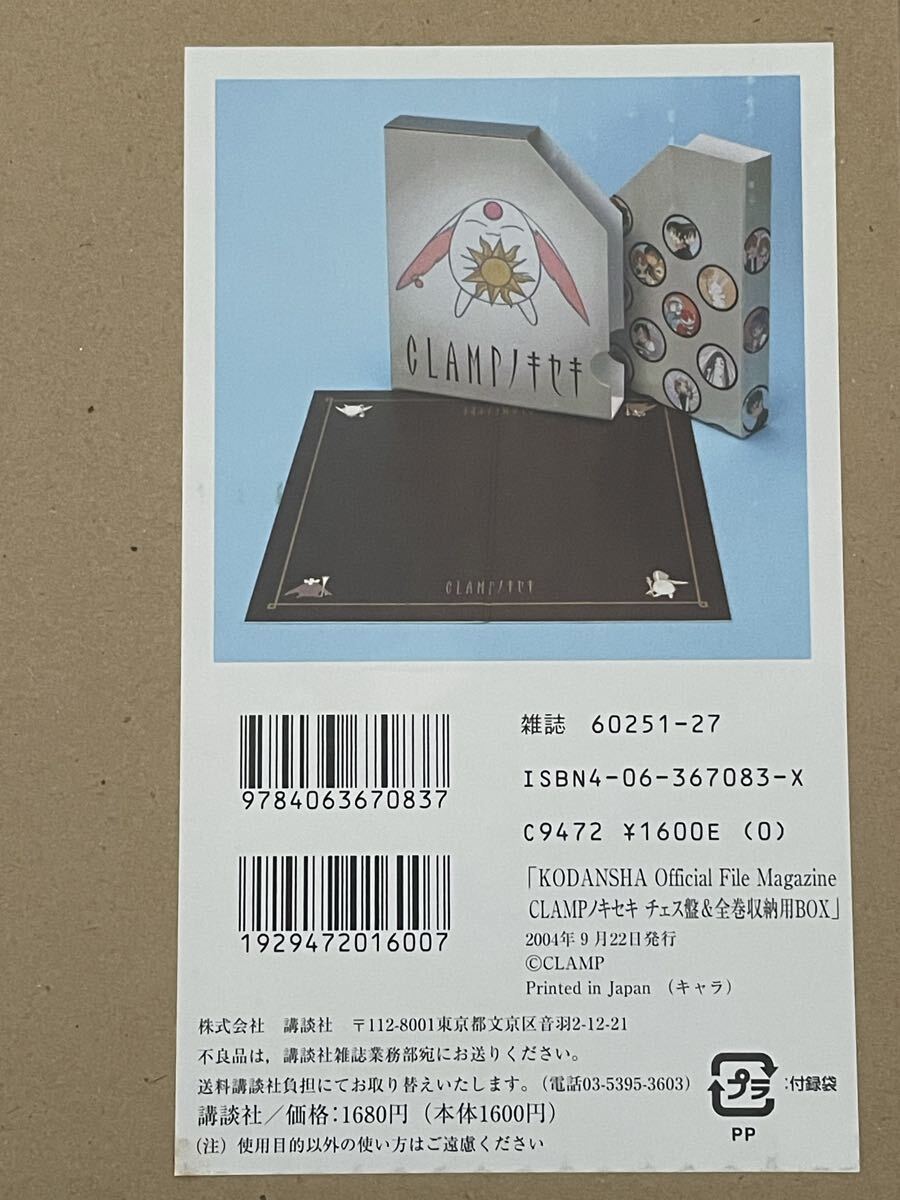 CLAMPノキセキ
CLAMPノキセキ
雑誌 60251-27
ISBN4-06-367083-X
C9472 ¥1600E (0)
9784063670837
1929472016007
「KODANSHA Official File Magazine
CLAMPノキセキ チェス盤&全巻収納用BOX」
2004年9月22日発行
©CLAMP
Printed in Japan (キャラ)
株式会社 講談社 〒112-8001東京都文京区音羽2-12-21
不良品は，講談社雑誌業務部宛にお送りください。
送料講談社負担にてお取り替えいたします。(電話03-5395-3603)
講談社／価格:1680円(本体1600円)
(注) 使用目的以外の使い方はご遠慮ください
プラ :付録袋
PP